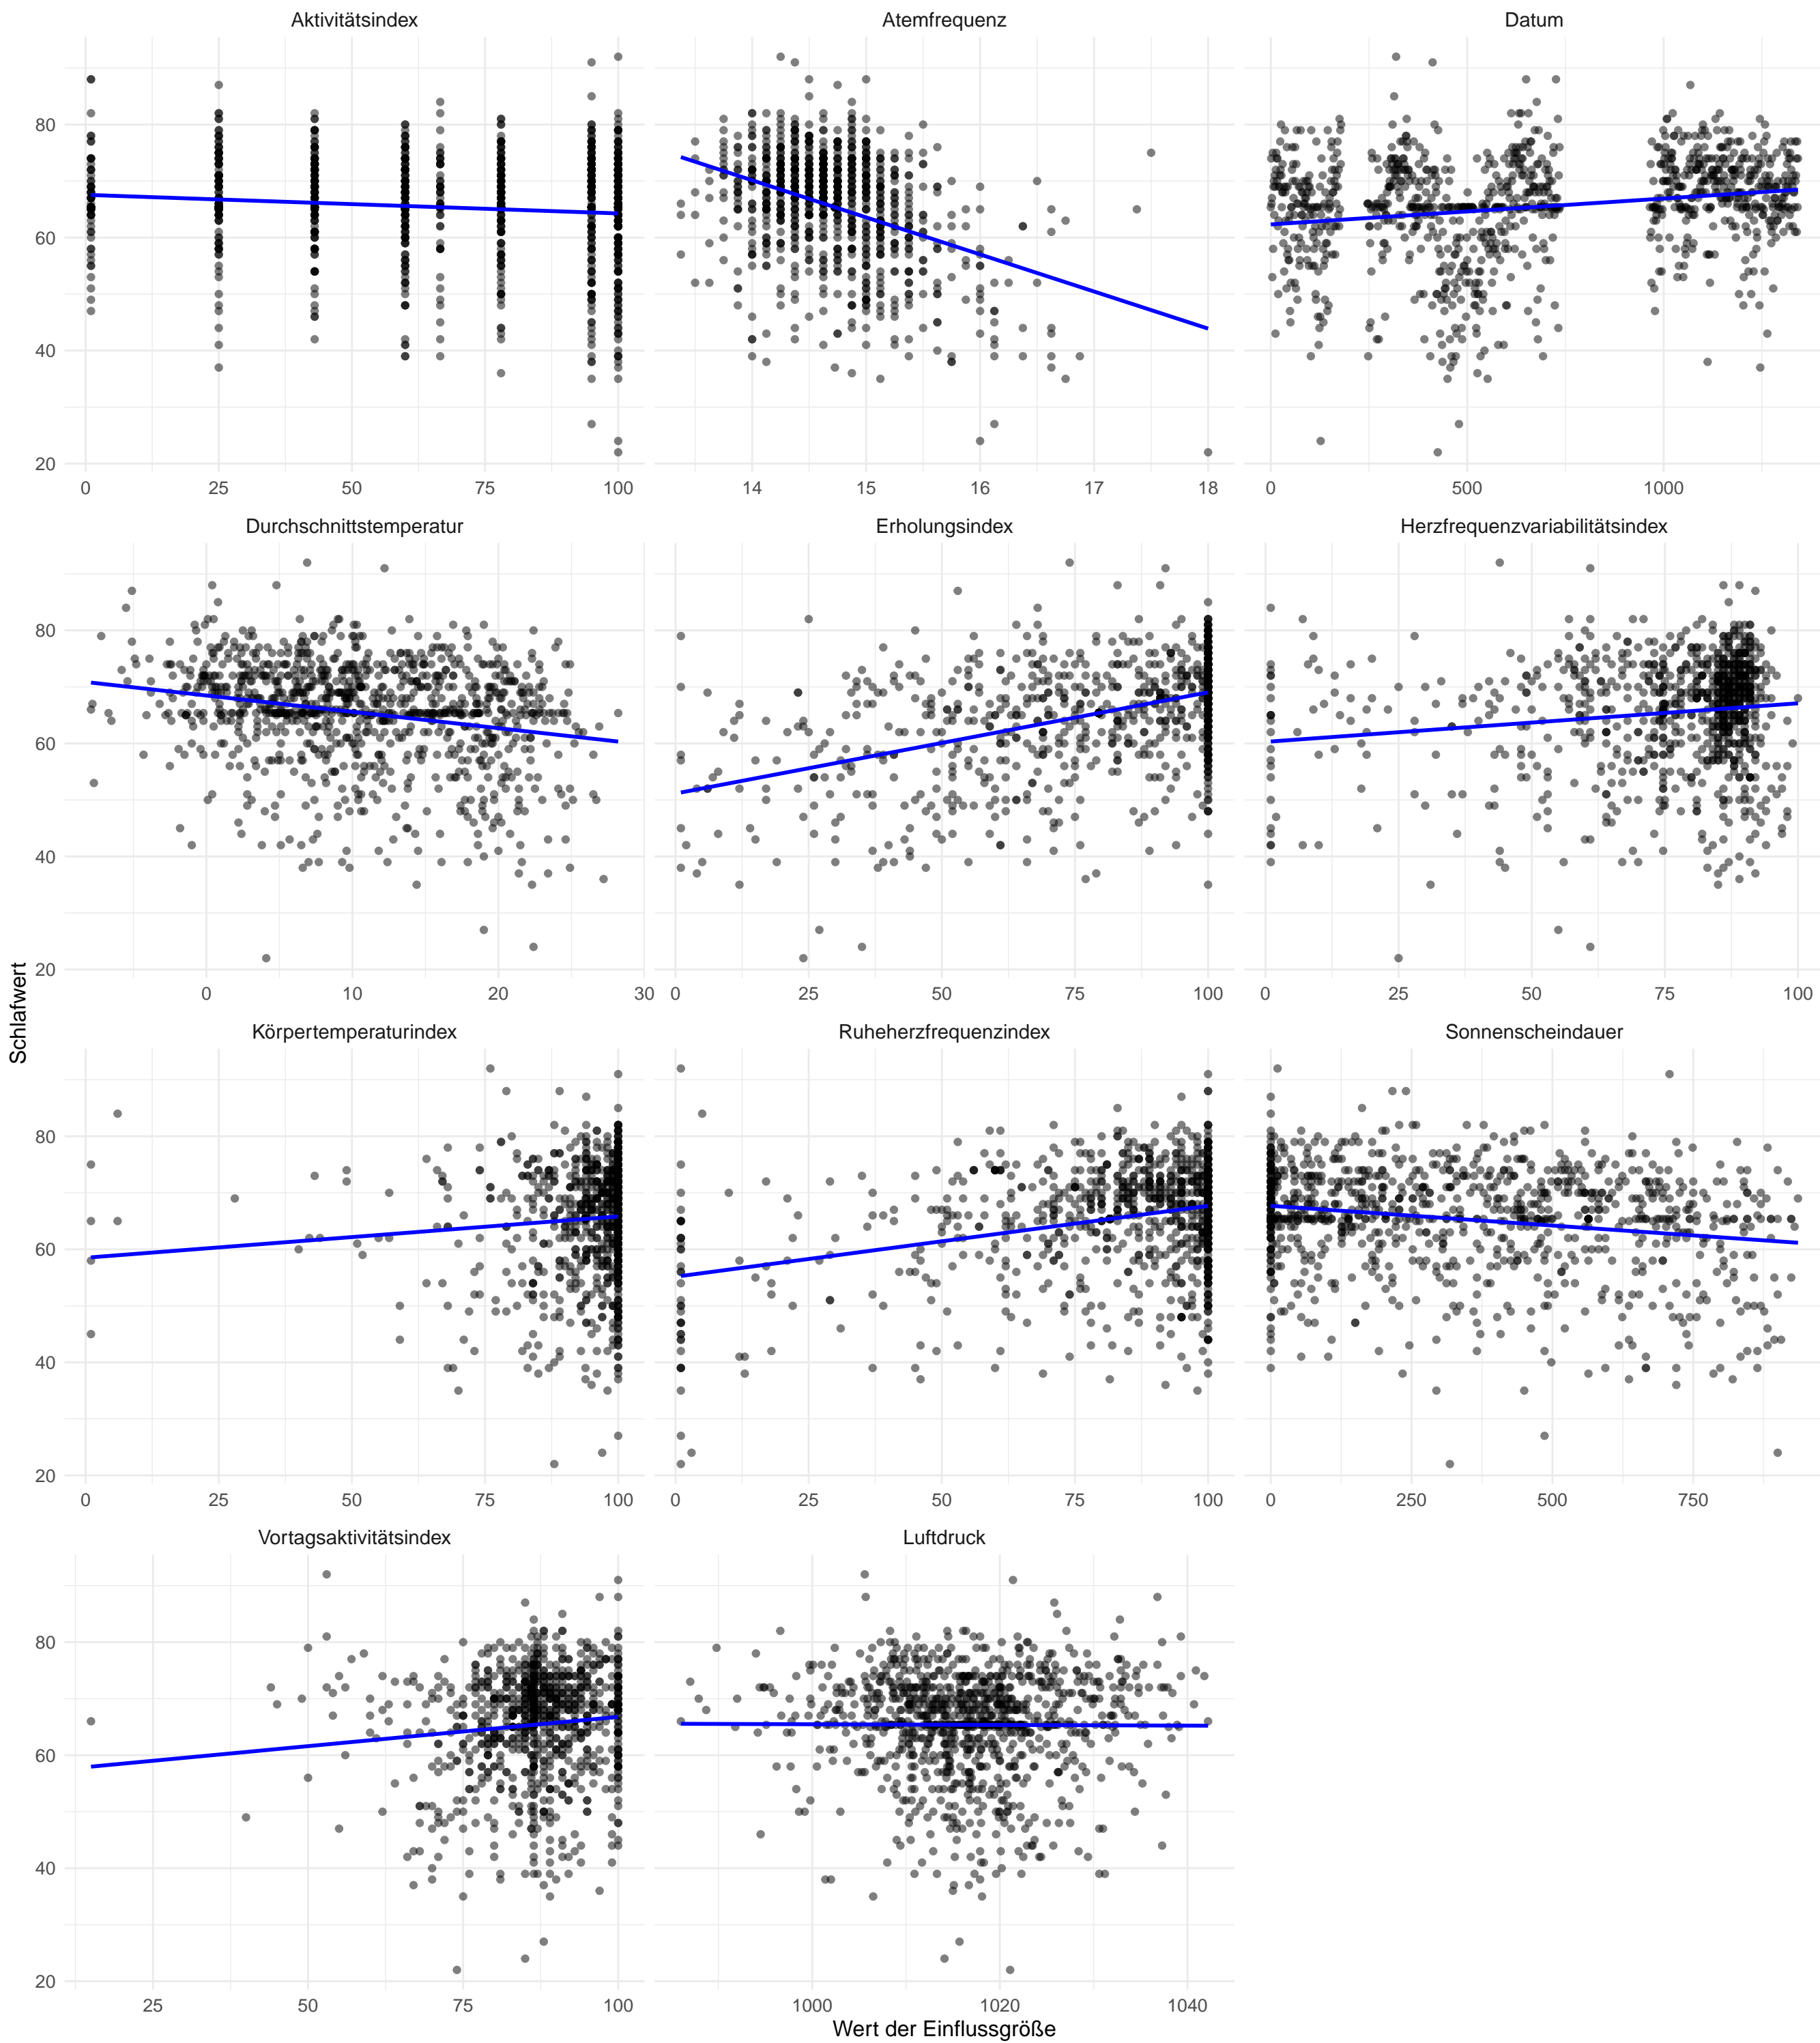 Aktivitätsindex Atemfrequenz Datum
80
60
40
20
0 25 50 75 100 14 15 16 17 18 0 500 1000
Durchschnittstemperatur Erholungsindex Herzfrequenzvariabilitätsindex
80
60
40
20
0 10 20 30 0 25 50 75 100 0 25 50 75 100
Schlafwert
Körpertemperaturindex Ruheherzfrequenzindex Sonnenscheindauer
80
60
40
20
0 25 50 75 100 0 25 50 75 100 0 250 500 750
Vortagsaktivitätsindex Luftdruck
80
60
40
20
25 50 75 100 1000 1020 1040
Wert der Einflussgröße